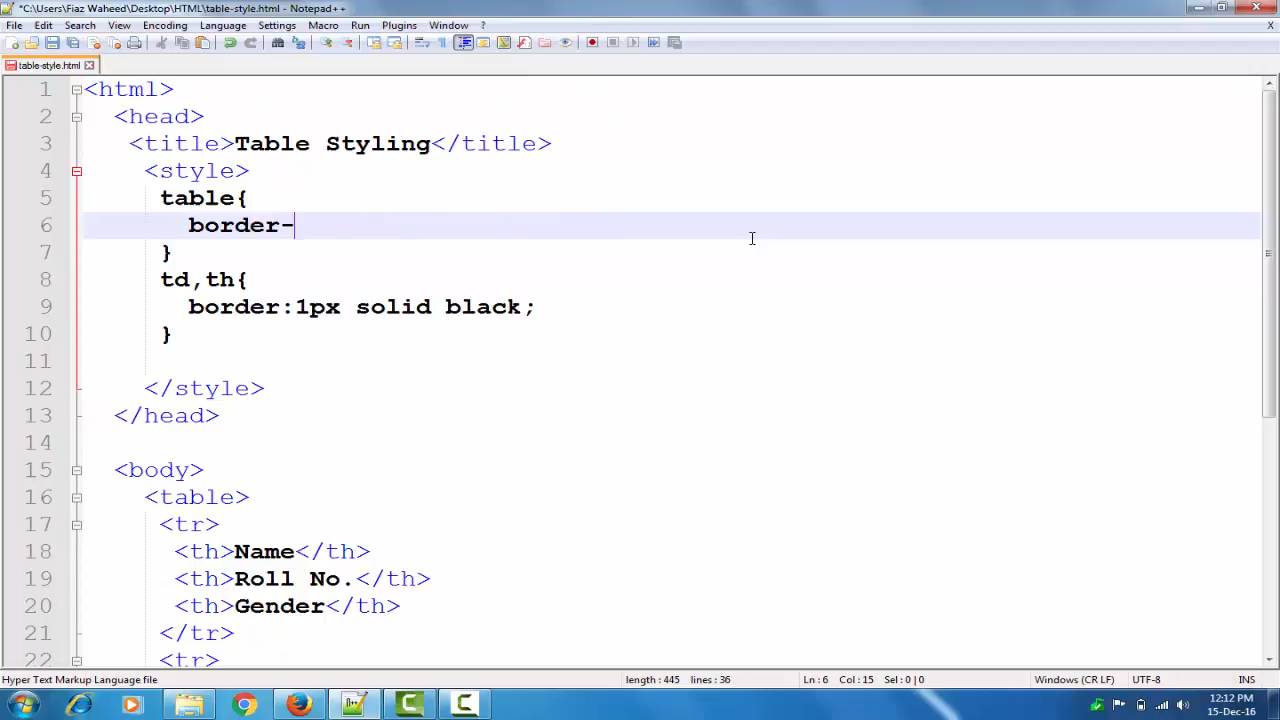 *C:\Users\Fiaz Waheed\Desktop\HTML\table-style.html - Notepad++
File Edit Search View Encoding Language Settings Macro Run Plugins Window ? X
table-style.html
1 <html>
2 <head>
3 <title>Table Styling</title>
4 <style>
5 table{
6 border-
7 }
8 td,th{
9 border:1px solid black;
10 }
11
12 </style>
13 </head>
14
15 <body>
16 <table>
17 <tr>
18 <th>Name</th>
19 <th>Roll No.</th>
20 <th>Gender</th>
21 </tr>
22 <tr>
Hyper Text Markup Language file length : 445 lines : 36 Ln : 6 Col : 15 Sel : 0 | 0 Windows (CR LF) UTF-8 INS
12:12 PM
15-Dec-16